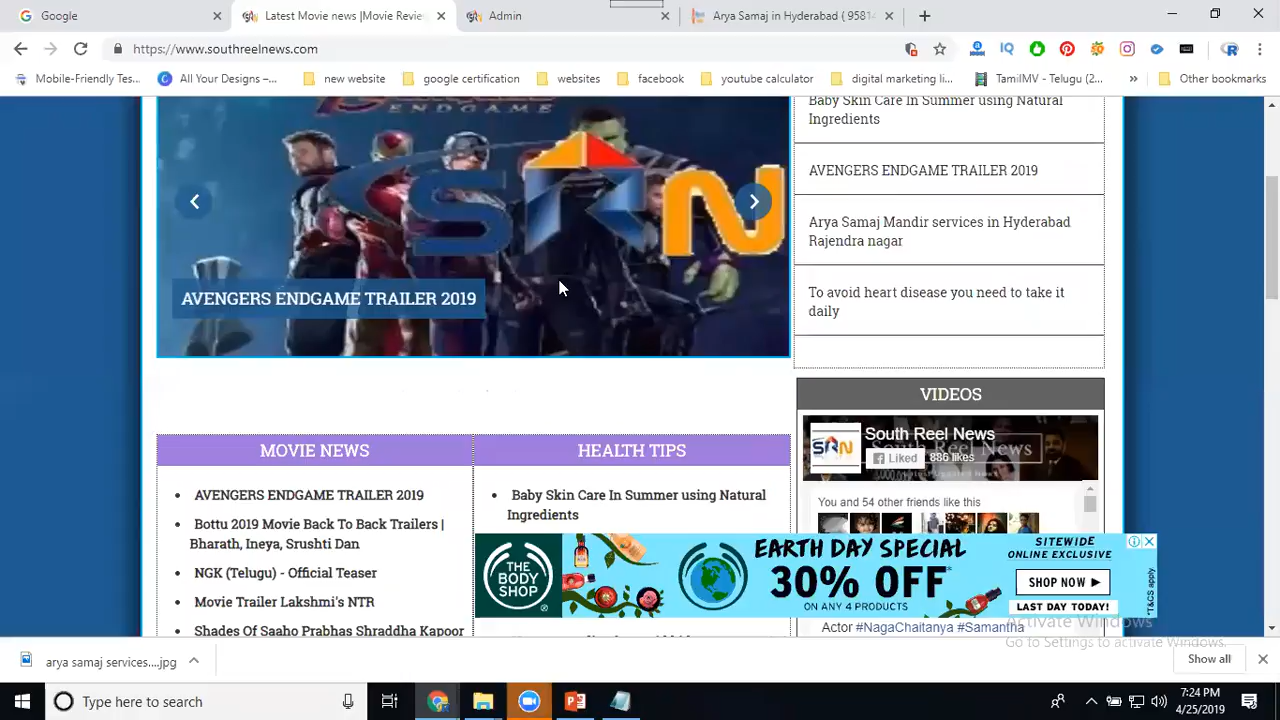 Google
Latest Movie news |Movie Review
Admin
Arya Samaj in Hyderabad ( 9581
https://www.southreelnews.com
Mobile-Friendly Tes...
All Your Designs –...
new website
google certification
websites
facebook
youtube calculator
digital marketing li...
TamilMV - Telugu (2...
Other bookmarks
ENDGAME
SRN
AVENGERS ENDGAME TRAILER 2019
Baby Skin Care In Summer using Natural
Ingredients
AVENGERS ENDGAME TRAILER 2019
Arya Samaj Mandir services in Hyderabad
Rajendra nagar
To avoid heart disease you need to take it
daily
VIDEOS
SRN
South Reel News
Liked
886 likes
You and 54 other friends like this
MOVIE NEWS
AVENGERS ENDGAME TRAILER 2019
Bottu 2019 Movie Back To Back Trailers |
Bharath, Ineya, Srushti Dan
NGK (Telugu) - Official Teaser
Movie Trailer Lakshmi's NTR
Shades Of Saaho Prabhas Shraddha Kapoor
HEALTH TIPS
Baby Skin Care In Summer using Natural
Ingredients
THE BODY SHOP
EARTH DAY SPECIAL
30% OFF*
ON ANY 4 PRODUCTS
SITEWIDE
ONLINE EXCLUSIVE
SHOP NOW
LAST DAY TODAY!
*T&CS apply.
Actor #NagaChaitanya #Samantha
Activate Windows
Go to Settings to activate Windows.
arya samaj services....jpg
Show all
Type here to search
7:24 PM
4/25/2019